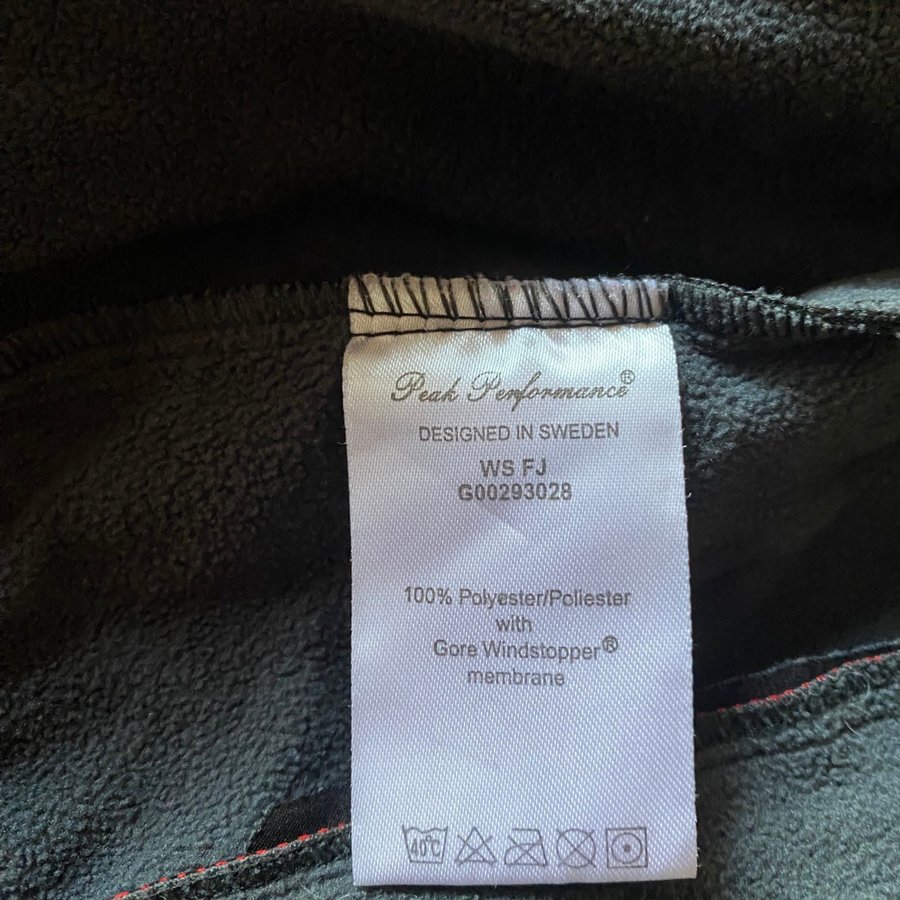 Peak Performance®
DESIGNED IN SWEDEN
WS FJ
G00293028
100% Polyester/Poliester
with
Gore Windstopper®
membrane
40°C